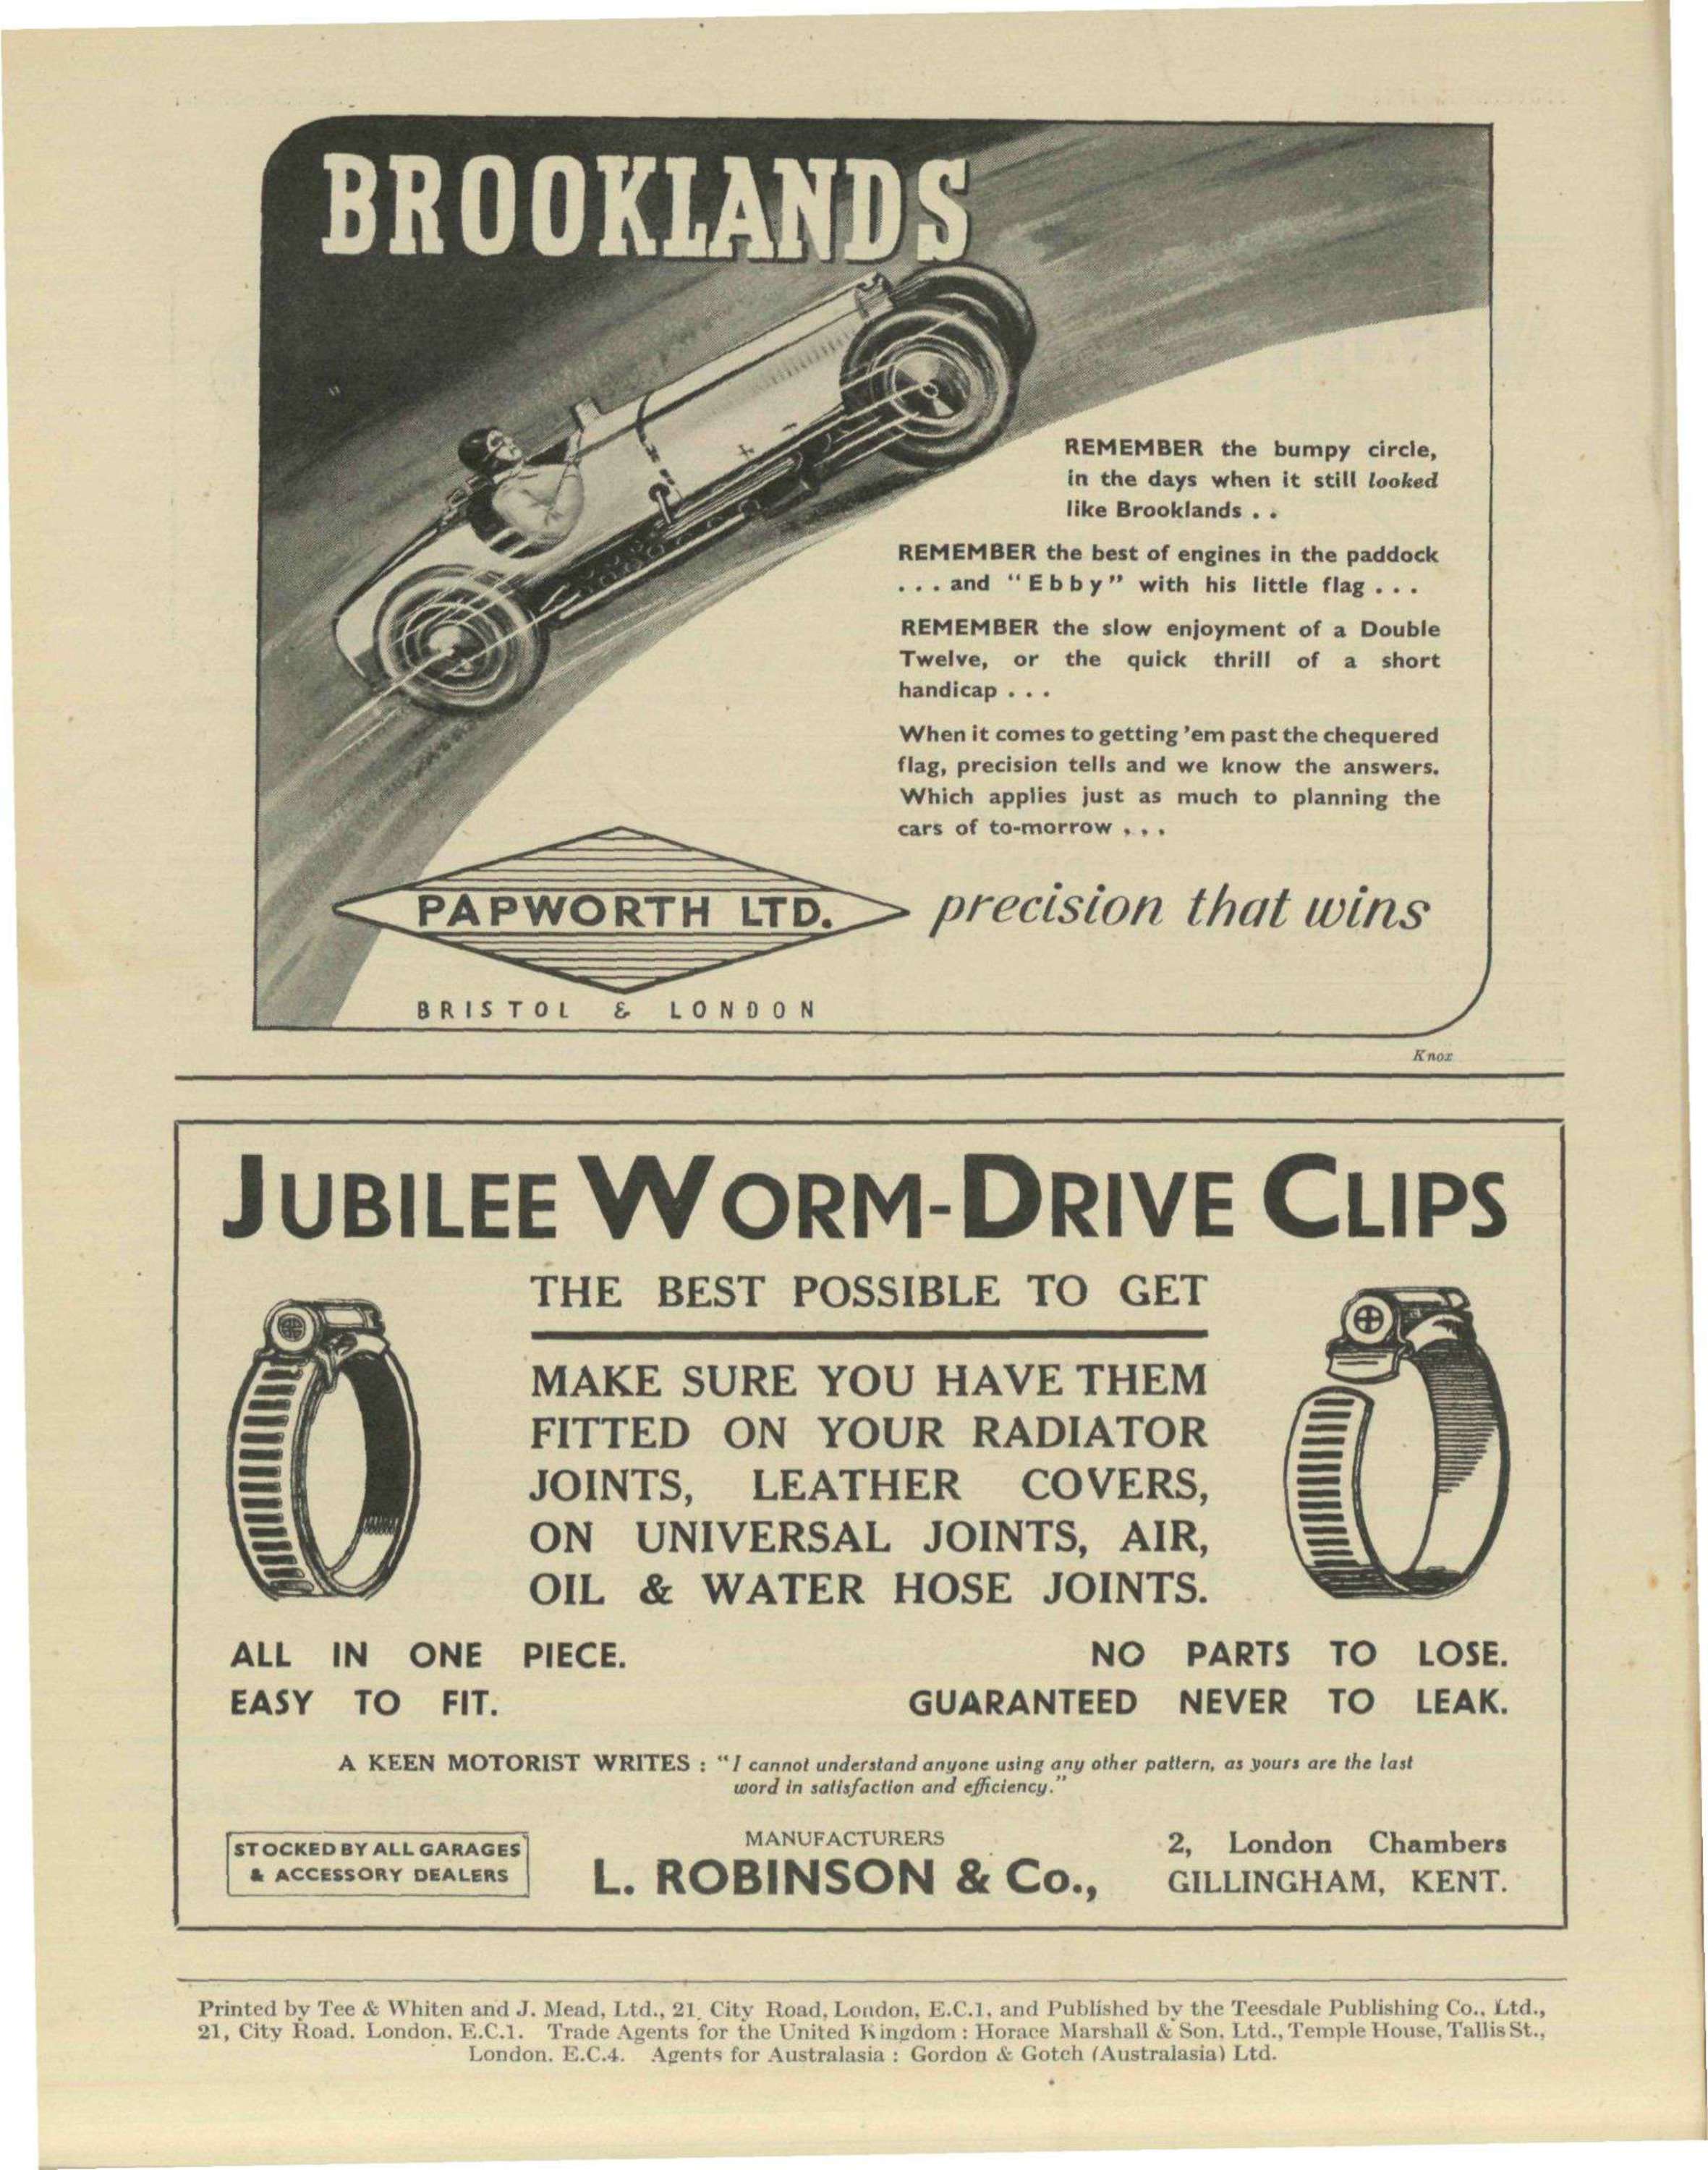 BROOKLANDS
REMEMBER the bumpy circle,
in the days when it still looked
like Brooklands . .
REMEMBER the best of engines in the paddock
. . . and "Ebby" with his little flag . . .
REMEMBER the slow enjoyment of a Double
Twelve, or the quick thrill of a short
handicap . . .
When it comes to getting 'em past the chequered
flag, precision tells and we know the answers.
Which applies just as much to planning the
cars of to-morrow . . .
PAPWORTH LTD.
precision that wins
BRISTOL & LONDON
Knox
JUBILEE WORM-DRIVE CLIPS
THE BEST POSSIBLE TO GET
MAKE SURE YOU HAVE THEM
FITTED ON YOUR RADIATOR
JOINTS, LEATHER COVERS,
ON UNIVERSAL JOINTS, AIR,
OIL & WATER HOSE JOINTS.
ALL IN ONE PIECE.
NO PARTS TO LOSE.
EASY TO FIT.
GUARANTEED NEVER TO LEAK.
A KEEN MOTORIST WRITES : "I cannot understand anyone using any other pattern, as yours are the last
word in satisfaction and efficiency."
STOCKED BY ALL GARAGES
& ACCESSORY DEALERS
MANUFACTURERS
L. ROBINSON & Co.,
2, London Chambers
GILLINGHAM, KENT.
Printed by Tee & Whiten and J. Mead, Ltd., 21, City Road, London, E.C.1, and Published by the Teesdale Publishing Co., Ltd.,
21, City Road, London, E.C.1. Trade Agents for the United Kingdom : Horace Marshall & Son, Ltd., Temple House, Tallis St.,
London, E.C.4. Agents for Australasia : Gordon & Gotch (Australasia) Ltd.